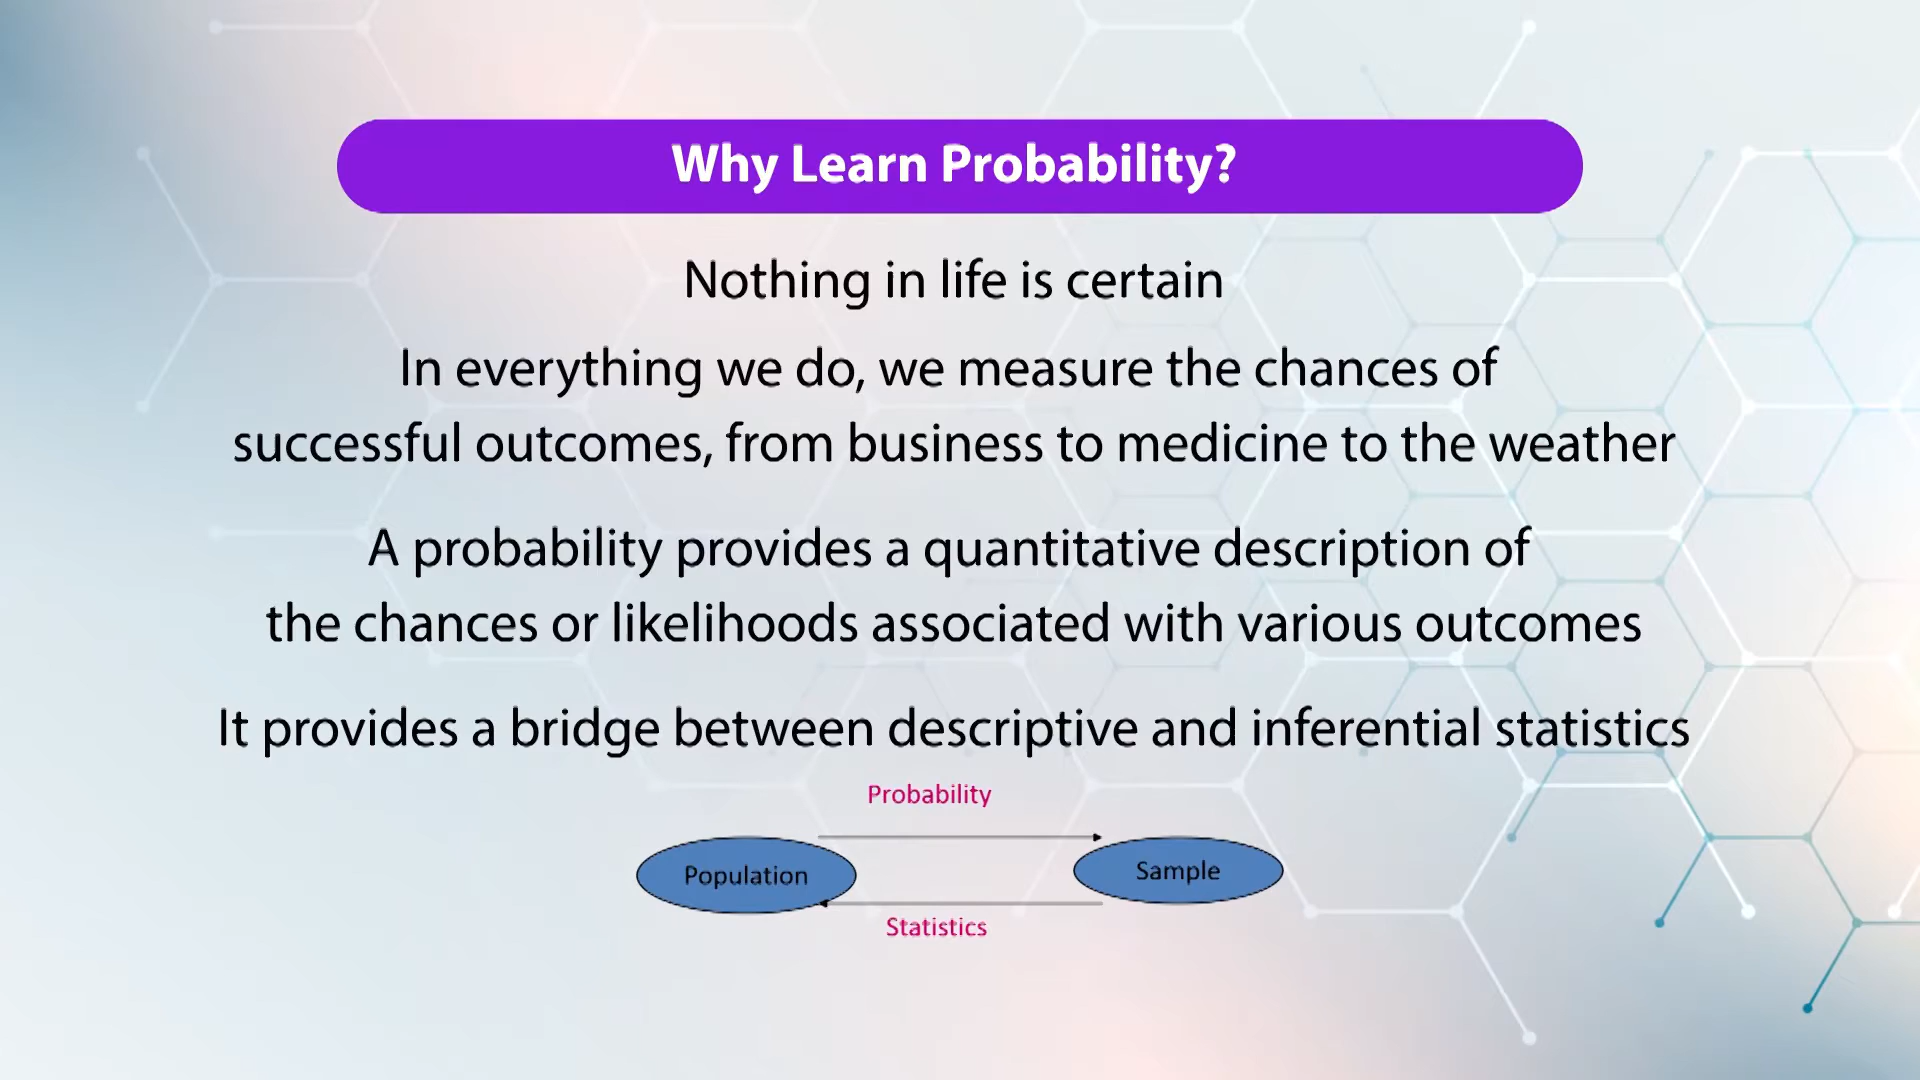 Why Learn Probability?
Nothing in life is certain
In everything we do, we measure the chances of
successful outcomes, from business to medicine to the weather
A probability provides a quantitative description of
the chances or likelihoods associated with various outcomes
It provides a bridge between descriptive and inferential statistics
Probability
Population
Sample
Statistics